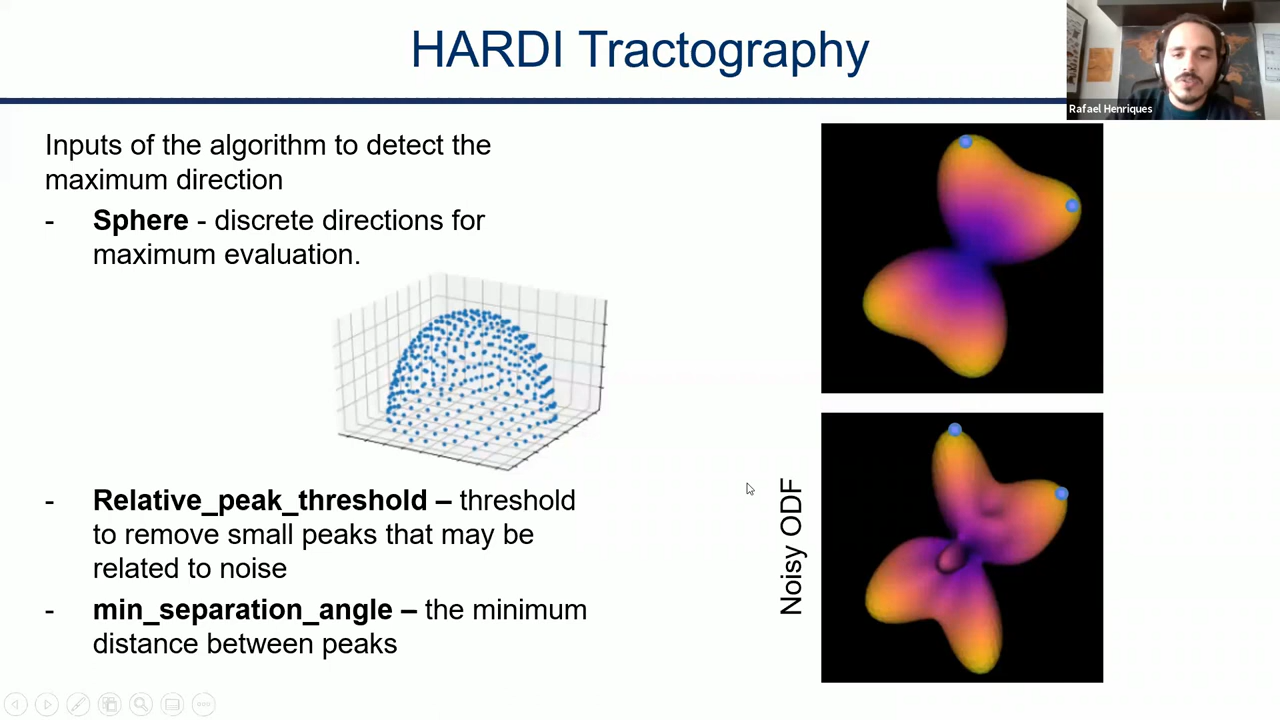 HARDI Tractography
Rafael Henriques
Inputs of the algorithm to detect the
maximum direction
- Sphere - discrete directions for
maximum evaluation.
- Relative_peak_threshold – threshold
to remove small peaks that may be
related to noise
- min_separation_angle – the minimum
distance between peaks
Noisy ODF